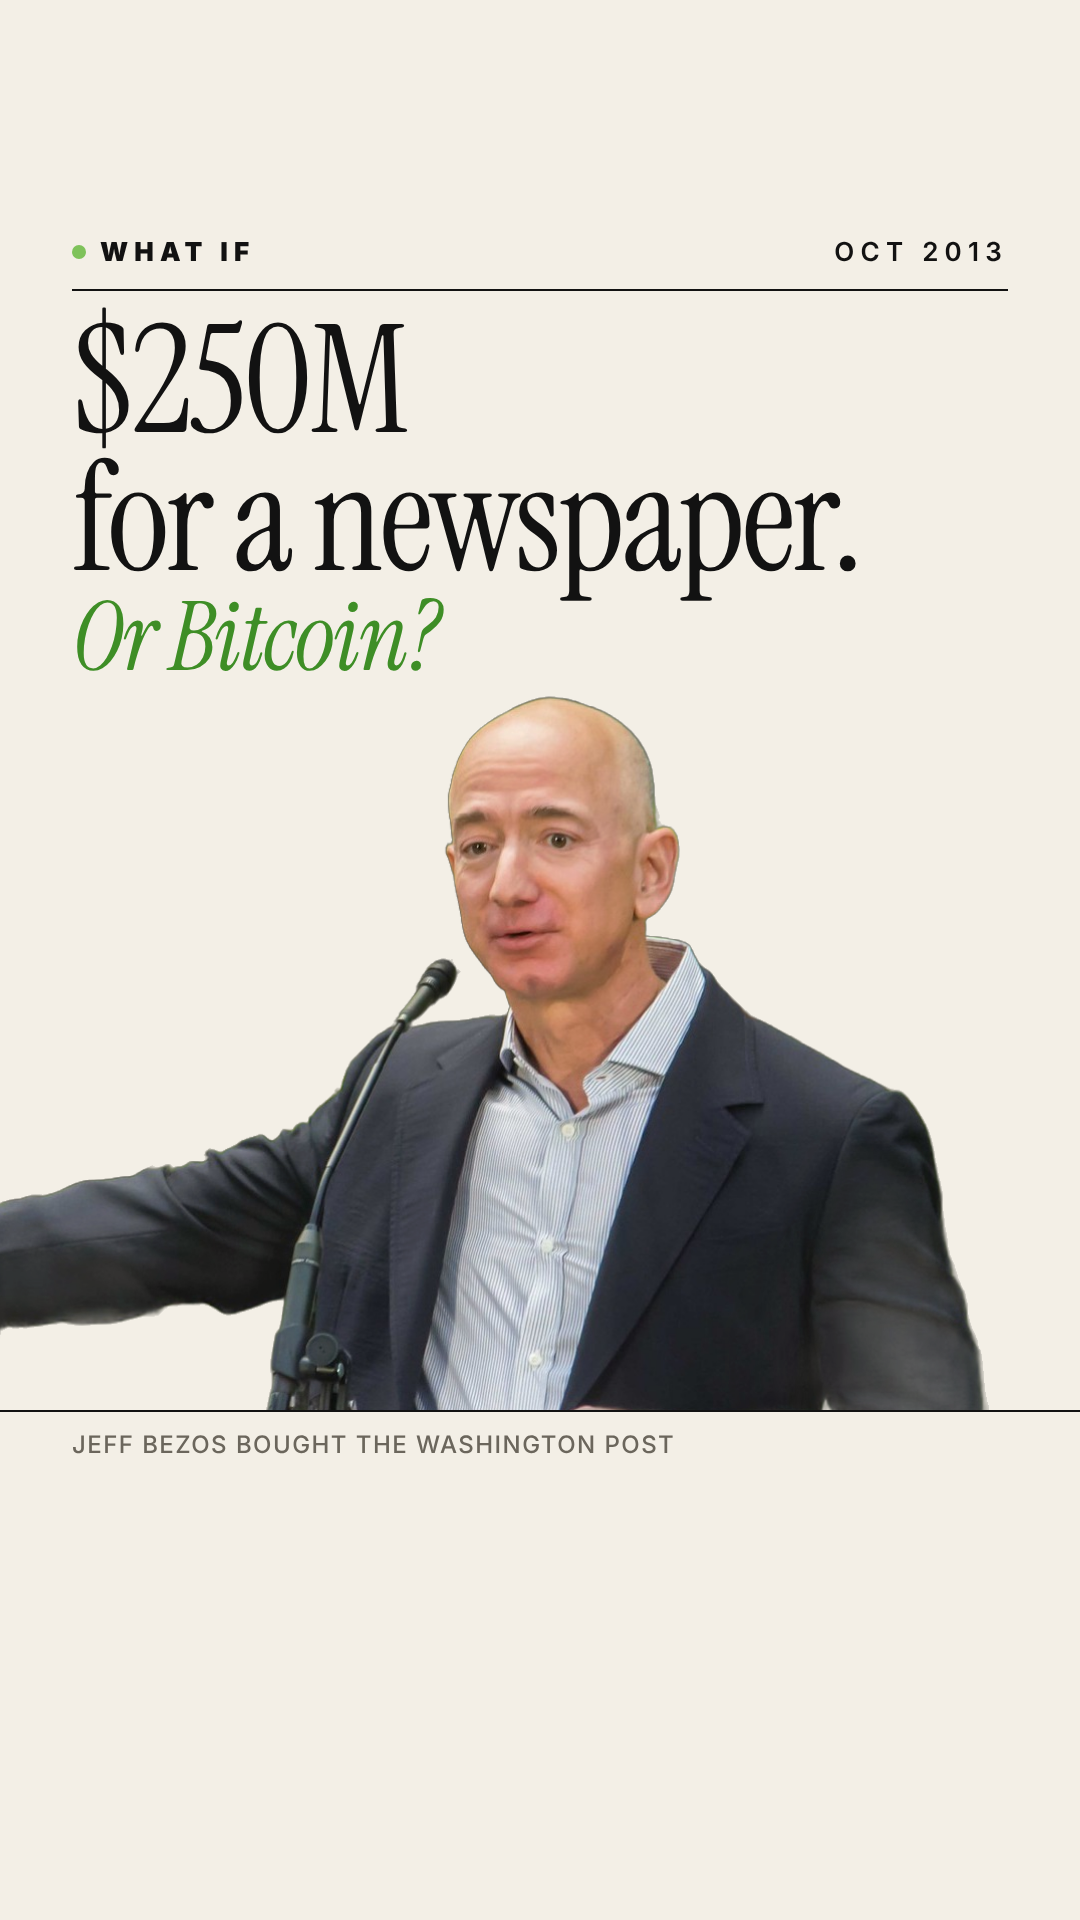 WHAT IF
OCT 2013
$250M
for a newspaper.
Or Bitcoin?
JEFF BEZOS BOUGHT THE WASHINGTON POST